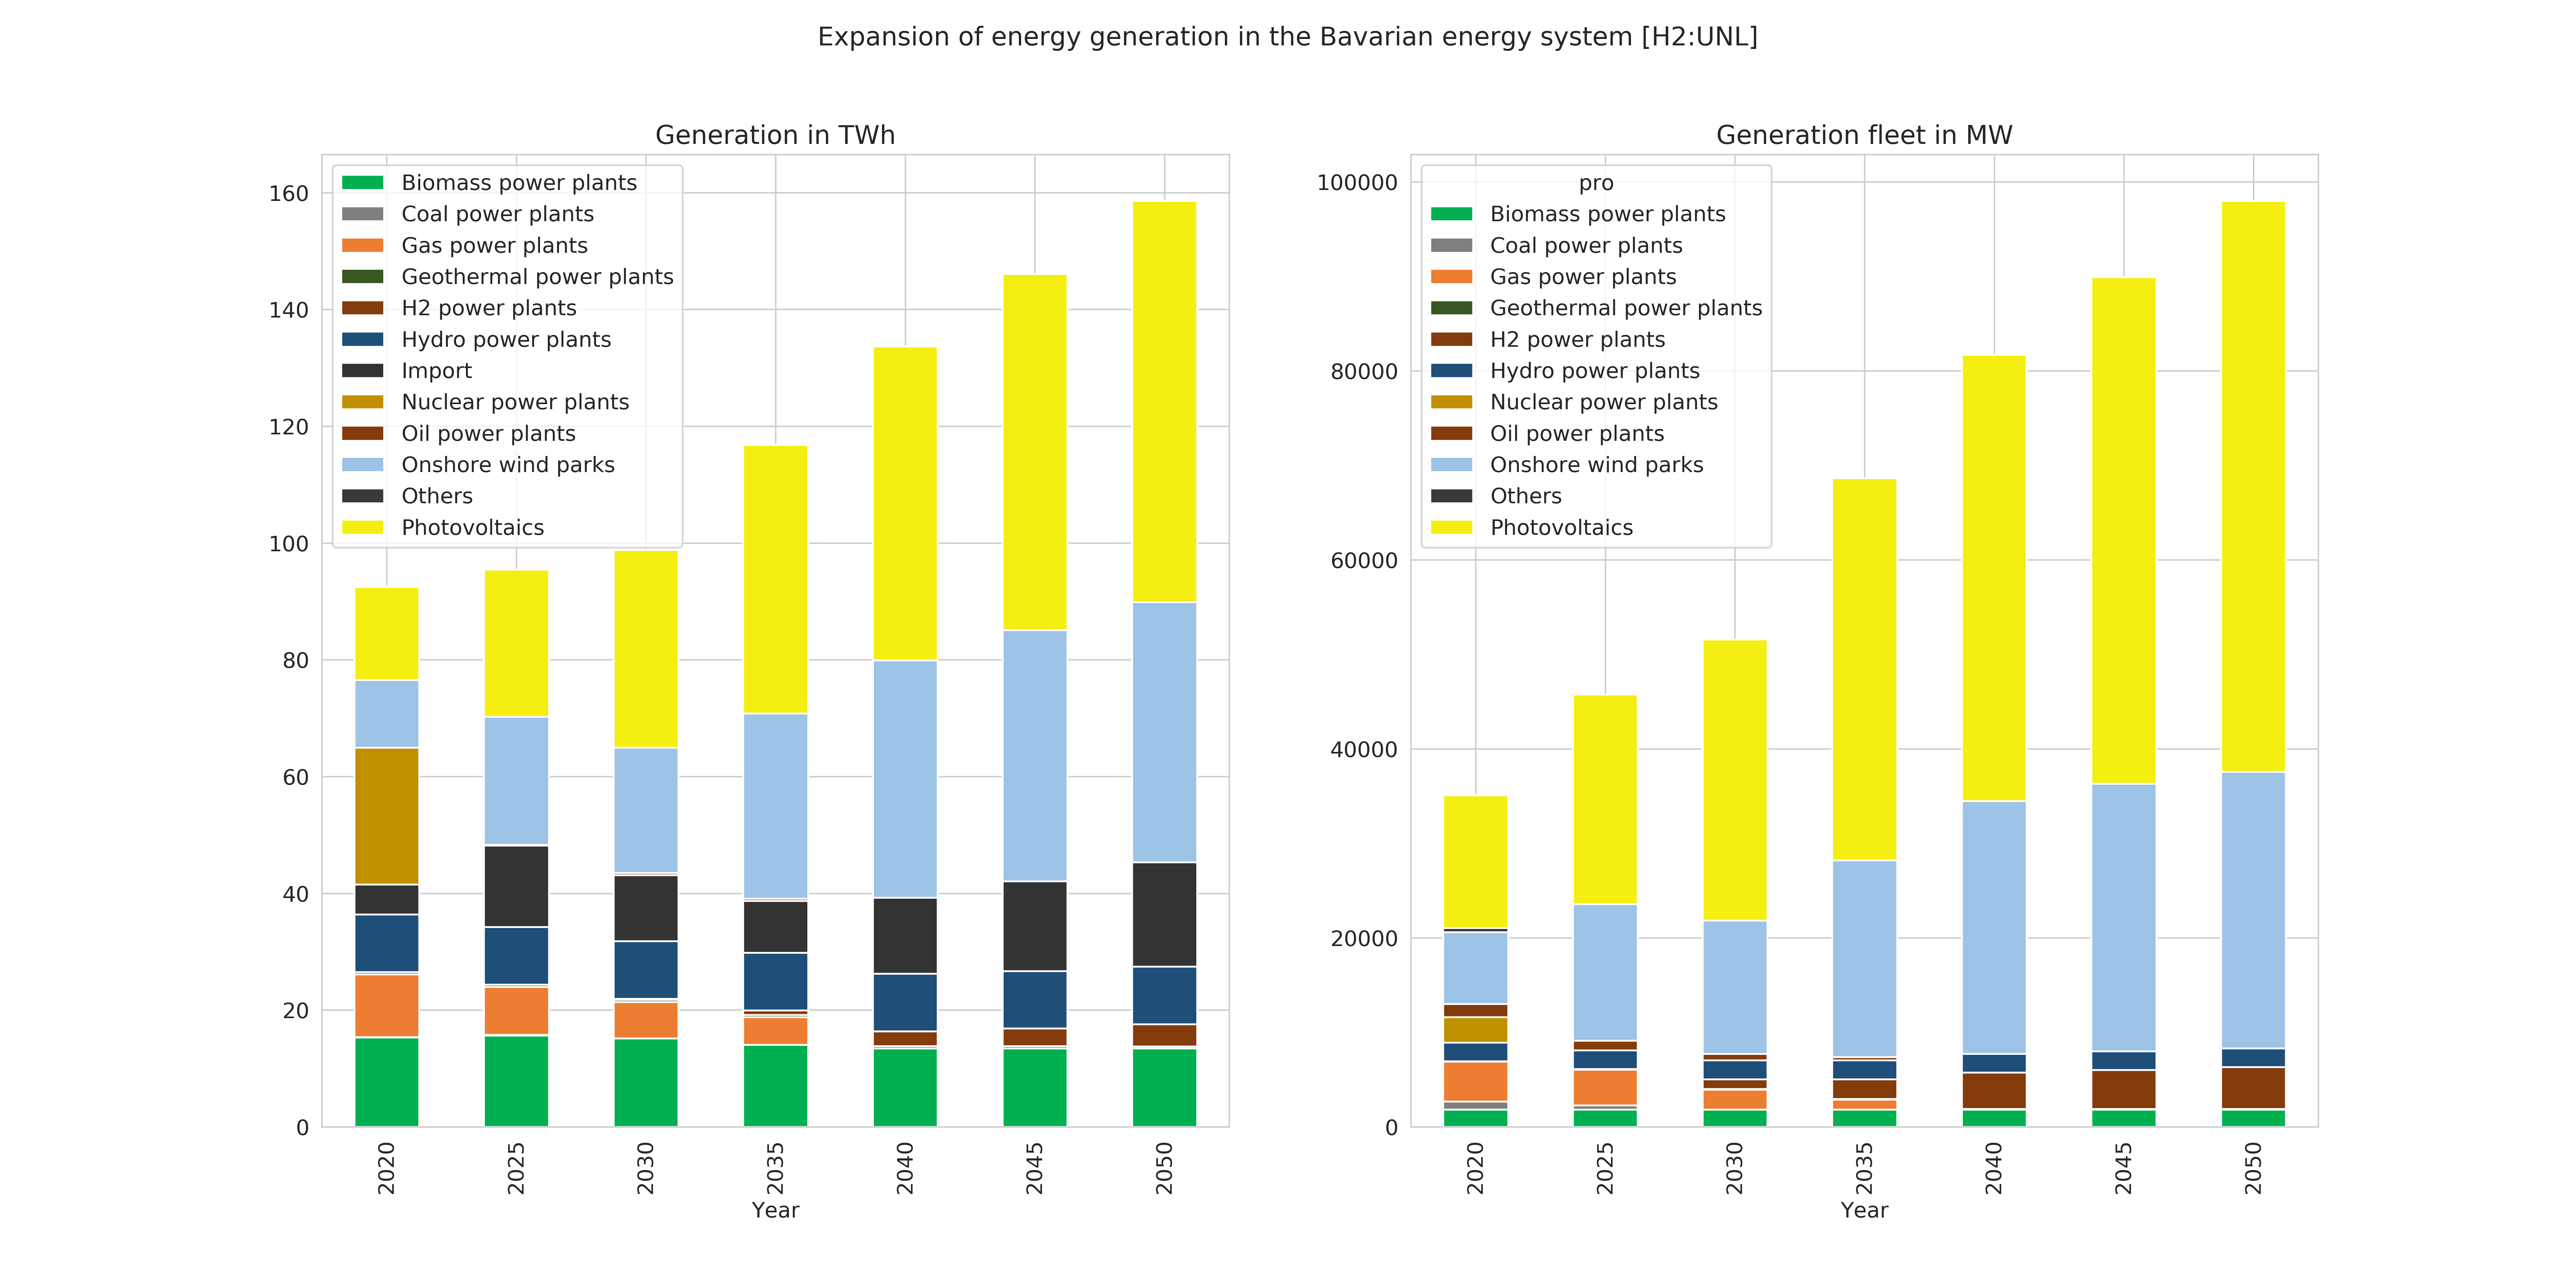 Expansion of energy generation in the Bavarian energy system [H2:UNL]
Generation in TWh
160
140
120
100
80
60
40
20
0
Biomass power plants
Coal power plants
Gas power plants
Geothermal power plants
H2 power plants
Hydro power plants
Import
Nuclear power plants
Oil power plants
Onshore wind parks
Others
Photovoltaics
2020
2025
2030
2035
2040
2045
2050
Year
Generation fleet in MW
100000
80000
60000
40000
20000
0
pro
Biomass power plants
Coal power plants
Gas power plants
Geothermal power plants
H2 power plants
Hydro power plants
Nuclear power plants
Oil power plants
Onshore wind parks
Others
Photovoltaics
2020
2025
2030
2035
2040
2045
2050
Year